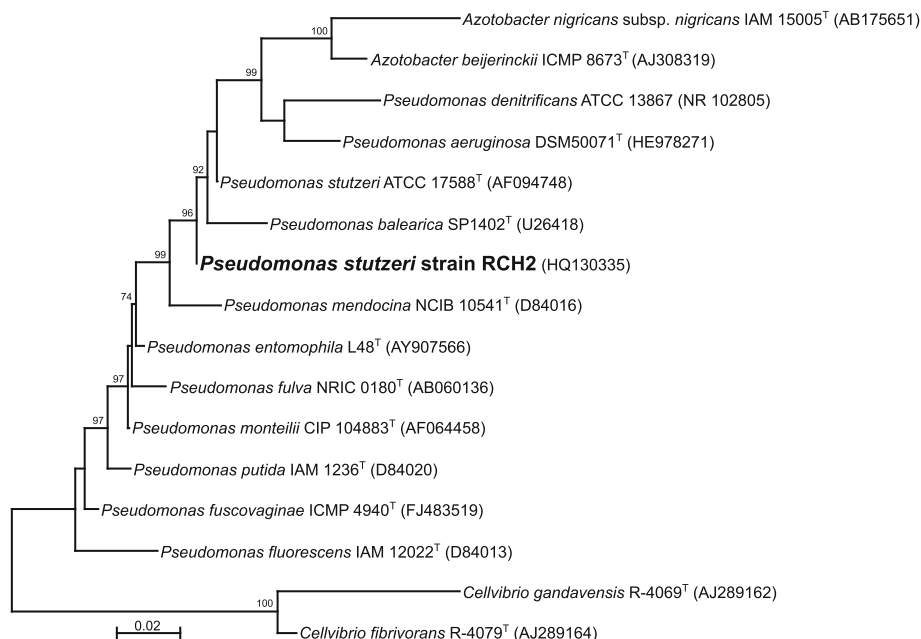 Azotobacter nigricans subsp. nigricans IAM 15005T (AB175651)
100
Azotobacter beijerinckii ICMP 8673T (AJ308319)
99
Pseudomonas denitrificans ATCC 13867 (NR 102805)
Pseudomonas aeruginosa DSM50071T (HE978271)
92
Pseudomonas stutzeri ATCC 17588T (AF094748)
96
Pseudomonas balearica SP1402T (U26418)
99
Pseudomonas stutzeri strain RCH2 (HQ130335)
74
Pseudomonas mendocina NCIB 10541T (D84016)
Pseudomonas entomophila L48T (AY907566)
97
Pseudomonas fulva NRIC 0180T (AB060136)
97
Pseudomonas monteilii CIP 104883T (AF064458)
Pseudomonas putida IAM 1236T (D84020)
Pseudomonas fuscovaginae ICMP 4940T (FJ483519)
Pseudomonas fluorescens IAM 12022T (D84013)
Cellvibrio gandavensis R-4069T (AJ289162)
100
0.02
Cellvibrio fibrivorans R-4079T (AJ289164)